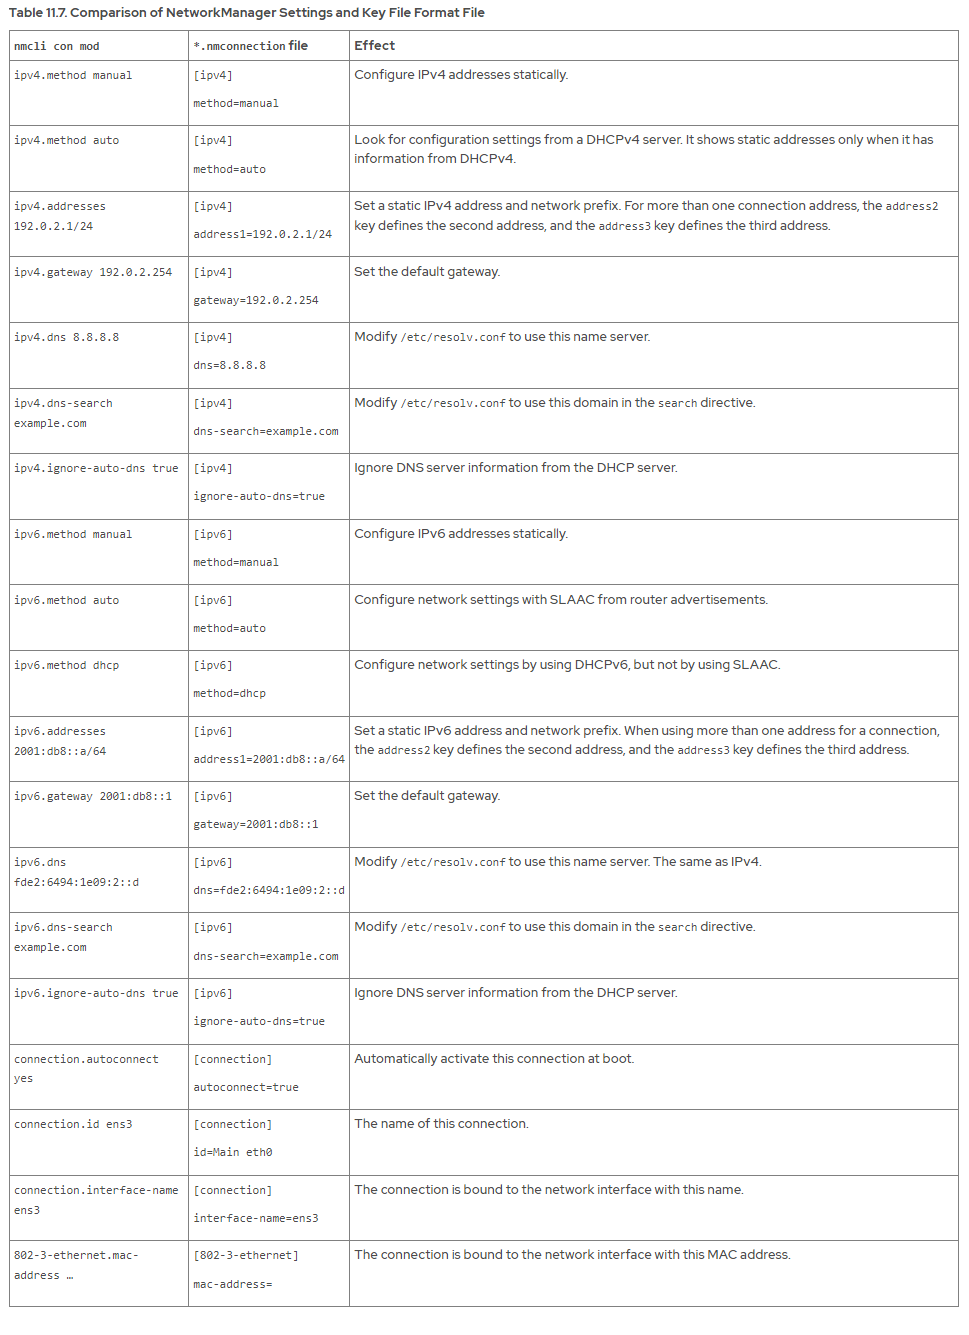 Table 11.7. Comparison of NetworkManager Settings and Key File Format File
nmcli con mod
*.nmconnection file
Effect
ipv4.method manual
[ipv4]
method=manual
Configure IPv4 addresses statically.
ipv4.method auto
[ipv4]
method=auto
Look for configuration settings from a DHCPv4 server. It shows static addresses only when it has
information from DHCPv4.
ipv4.addresses
192.0.2.1/24
[ipv4]
address1=192.0.2.1/24
Set a static IPv4 address and network prefix. For more than one connection address, the address2
key defines the second address, and the address3 key defines the third address.
ipv4.gateway 192.0.2.254
[ipv4]
gateway=192.0.2.254
Set the default gateway.
ipv4.dns 8.8.8.8
[ipv4]
dns=8.8.8.8
Modify /etc/resolv.conf to use this name server.
ipv4.dns-search
example.com
[ipv4]
dns-search=example.com
Modify /etc/resolv.conf to use this domain in the search directive.
ipv4.ignore-auto-dns true
[ipv4]
ignore-auto-dns=true
Ignore DNS server information from the DHCP server.
ipv6.method manual
[ipv6]
method=manual
Configure IPv6 addresses statically.
ipv6.method auto
[ipv6]
method=auto
Configure network settings with SLAAC from router advertisements.
ipv6.method dhcp
[ipv6]
method=dhcp
Configure network settings by using DHCPv6, but not by using SLAAC.
ipv6.addresses
2001:db8::a/64
[ipv6]
address1=2001:db8::a/64
Set a static IPv6 address and network prefix. When using more than one address for a connection,
the address2 key defines the second address, and the address3 key defines the third address.
ipv6.gateway 2001:db8::1
[ipv6]
gateway=2001:db8::1
Set the default gateway.
ipv6.dns
fde2:6494:1e09:2::d
[ipv6]
dns=fde2:6494:1e09:2::d
Modify /etc/resolv.conf to use this name server. The same as IPv4.
ipv6.dns-search
example.com
[ipv6]
dns-search=example.com
Modify /etc/resolv.conf to use this domain in the search directive.
ipv6.ignore-auto-dns true
[ipv6]
ignore-auto-dns=true
Ignore DNS server information from the DHCP server.
connection.autoconnect
yes
[connection]
autoconnect=true
Automatically activate this connection at boot.
connection.id ens3
[connection]
id=Main eth0
The name of this connection.
connection.interface-name
ens3
[connection]
interface-name=ens3
The connection is bound to the network interface with this name.
802-3-ethernet.mac-
address …
[802-3-ethernet]
mac-address=
The connection is bound to the network interface with this MAC address.